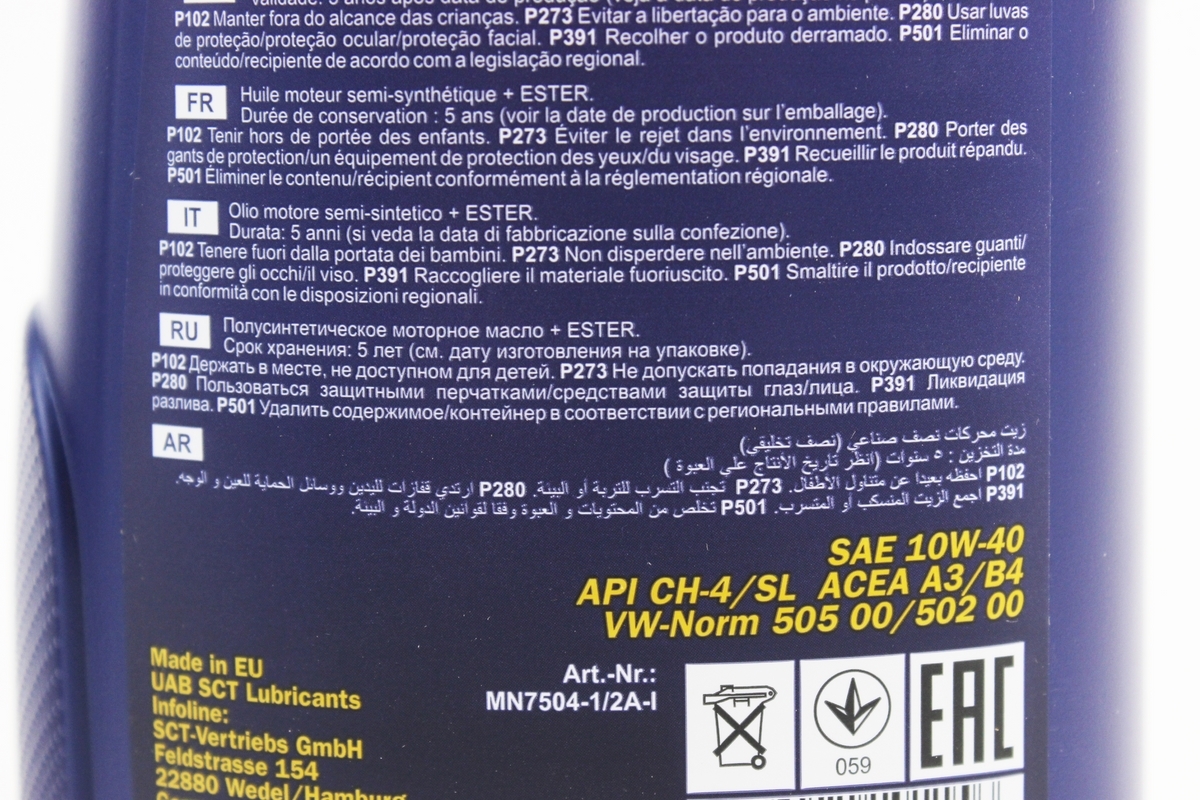 P102 Manter fora do alcance das crianças. P273 Evitar a libertação para o ambiente. P280 Usar luvas
de proteção/proteção ocular/proteção facial. P391 Recolher o produto derramado. P501 Eliminar o
conteúdo/recipiente de acordo com a legislação regional.
FR Huile moteur semi-synthétique + ESTER.
Durée de conservation : 5 ans (voir la date de production sur l'emballage).
P102 Tenir hors de portée des enfants. P273 Éviter le rejet dans l'environnement. P280 Porter des
gants de protection/un équipement de protection des yeux/du visage. P391 Recueillir le produit répandu.
P501 Éliminer le contenu/récipient conformément à la réglementation régionale.
IT Olio motore semi-sintetico + ESTER.
Durata: 5 anni (si veda la data di fabbricazione sulla confezione).
P102 Tenere fuori dalla portata dei bambini. P273 Non disperdere nell'ambiente. P280 Indossare guanti/
proteggere gli occhi/il viso. P391 Raccogliere il materiale fuoriuscito. P501 Smaltire il prodotto/recipiente
in conformità con le disposizioni regionali.
RU Полусинтетическое моторное масло + ESTER.
Срок хранения: 5 лет (см. дату изготовления на упаковке).
P102 Держать в месте, не доступном для детей. P273 Не допускать попадания в окружающую среду.
P280 Пользоваться защитными перчатками/средствами защиты глаз/лица. P391 Ликвидация
разлива. P501 Удалить содержимое/контейнер в соответствии с региональными правилами.
AR زيت محركات نصف صناعي (نصف تخليقي)
مدة التخزين : ٥ سنوات (انظر تاريخ الأنتاج علي العبوة )
P102 احفظه بعيدا عن متناول الأطفال. P273 تجنب التسرب للتربة أو البيئة. P280 ارتدي قفازات لليدين ووسائل الحماية للعين و الوجه.
P391 اجمع الزيت المنسكب أو المتسرب. P501 تخلص من المحتويات و العبوة وفقا لقوانين الدولة و البيئة.
SAE 10W-40
API CH-4/SL ACEA A3/B4
VW-Norm 505 00/502 00
Made in EU
UAB SCT Lubricants
Infoline:
SCT-Vertriebs GmbH
Feldstrasse 154
22880 Wedel/Hamburg
Art.-Nr.:
MN7504-1/2A-I
059
EAC